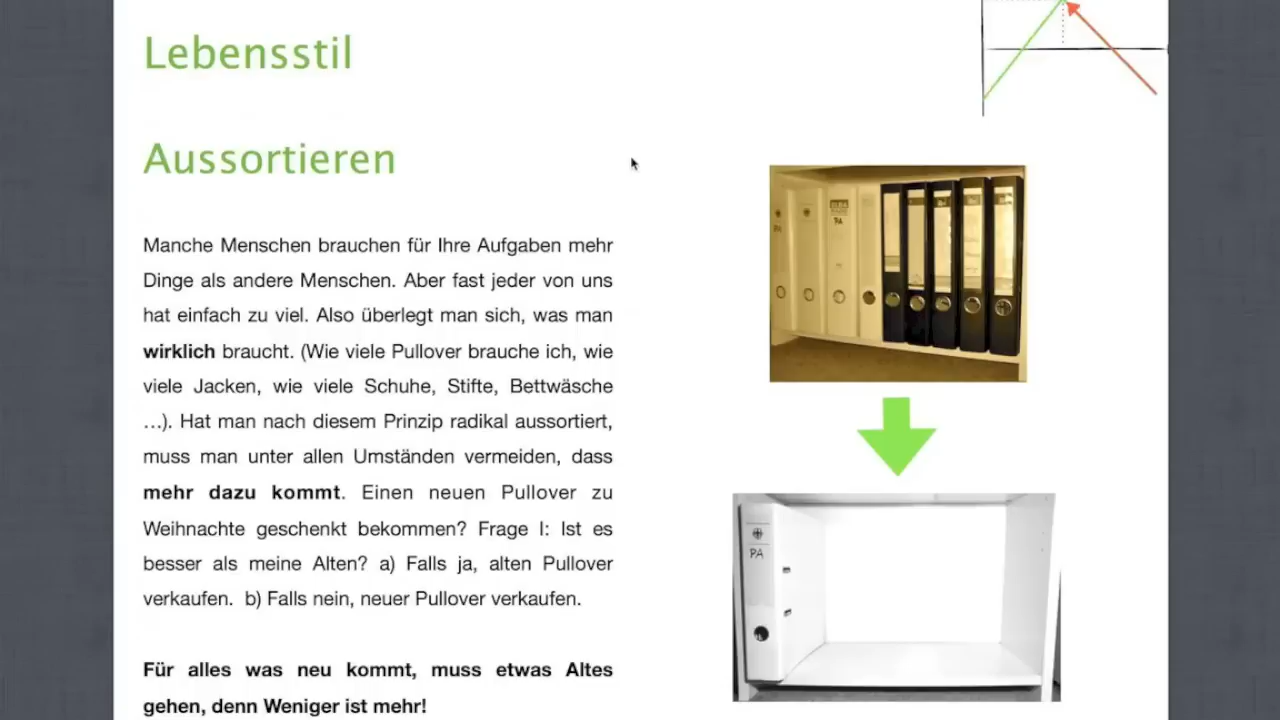 Lebensstil
Aussortieren
Manche Menschen brauchen für Ihre Aufgaben mehr
Dinge als andere Menschen. Aber fast jeder von uns
hat einfach zu viel. Also überlegt man sich, was man
wirklich braucht. (Wie viele Pullover brauche ich, wie
viele Jacken, wie viele Schuhe, Stifte, Bettwäsche
…). Hat man nach diesem Prinzip radikal aussortiert,
muss man unter allen Umständen vermeiden, dass
mehr dazu kommt. Einen neuen Pullover zu
Weihnachte geschenkt bekommen? Frage I: Ist es
besser als meine Alten? a) Falls ja, alten Pullover
verkaufen. b) Falls nein, neuer Pullover verkaufen.
Für alles was neu kommt, muss etwas Altes
gehen, denn Weniger ist mehr!
PA
PA
PA